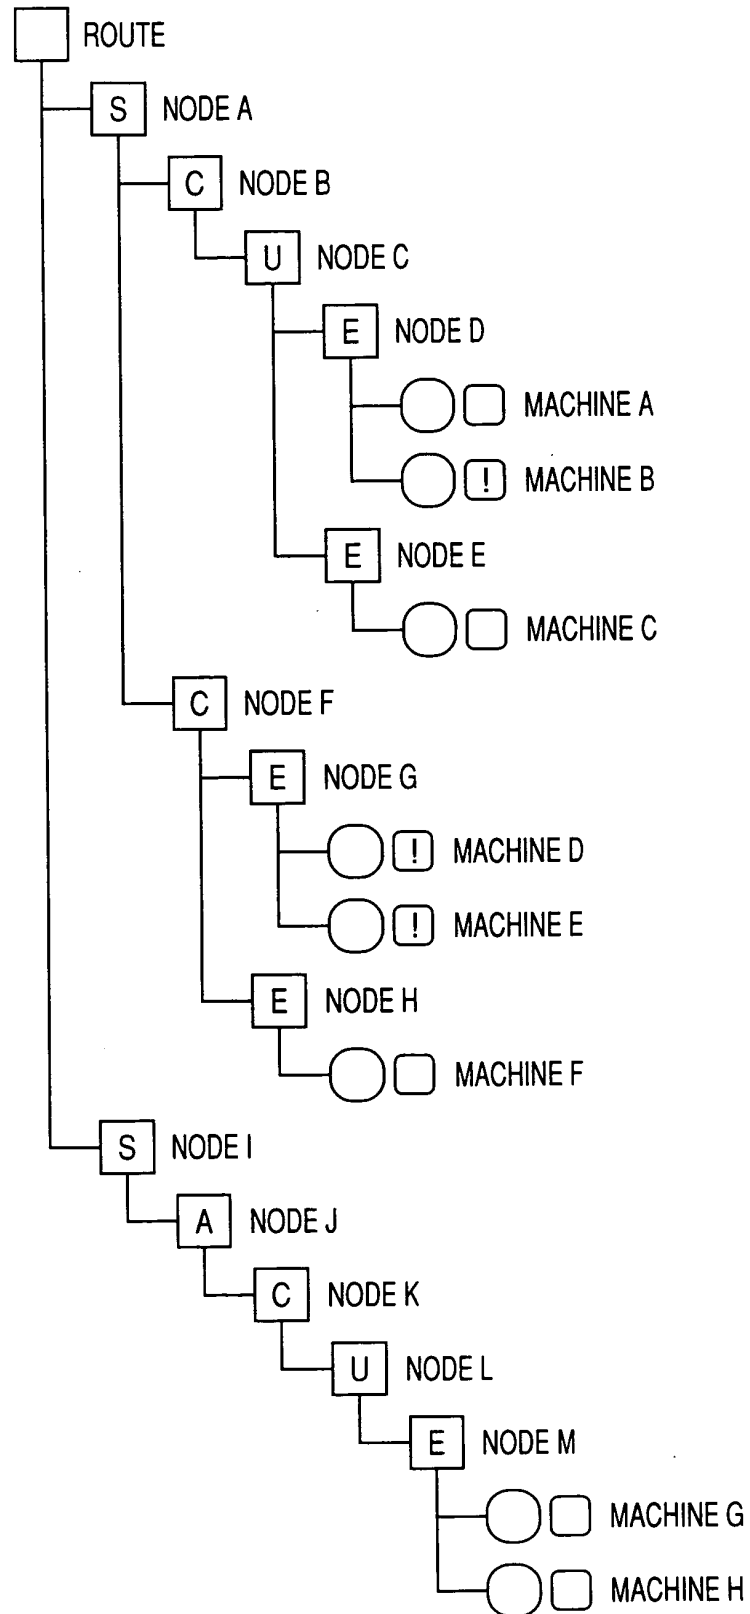 ROUTE
S NODE A
C NODE B
U NODE C
E NODE D
MACHINE A
! MACHINE B
E NODE E
MACHINE C
C NODE F
E NODE G
! MACHINE D
! MACHINE E
E NODE H
MACHINE F
S NODE I
A NODE J
C NODE K
U NODE L
E NODE M
MACHINE G
MACHINE H